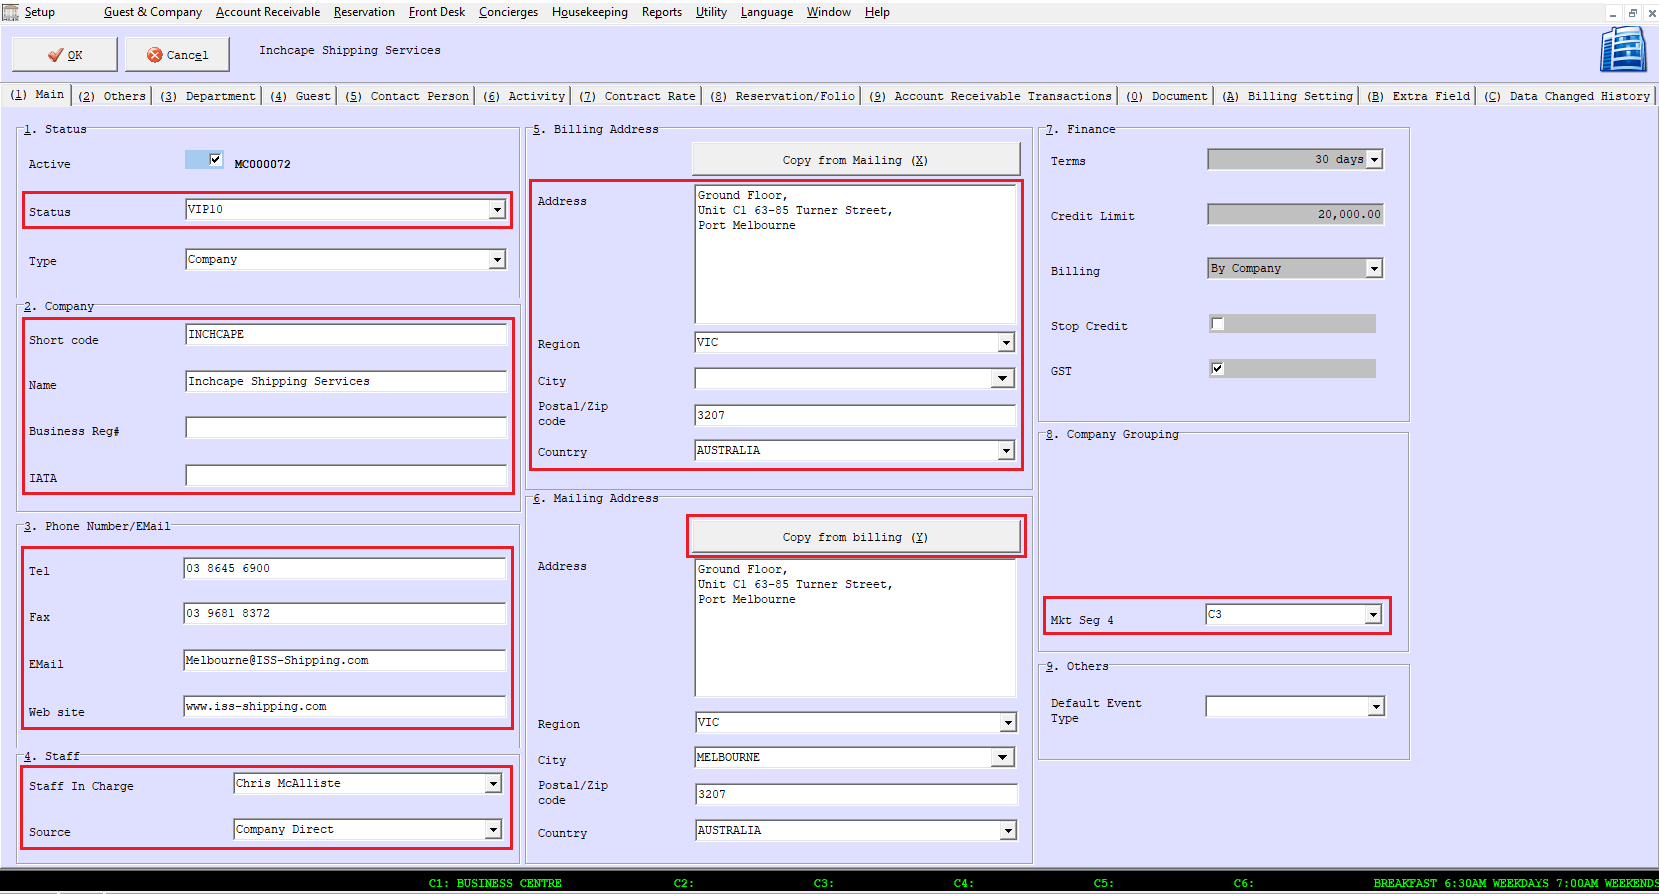 Setup Guest & Company Account Receivable Reservation Front Desk Concierges Housekeeping Reports Utility Language Window Help
OK Cancel Inchcape Shipping Services
(1) Main (2) Others (3) Department (4) Guest (5) Contact Person (6) Activity (7) Contract Rate (8) Reservation/Folio (9) Account Receivable Transactions (0) Document (A) Billing Setting (B) Extra Field (C) Data Changed History
1. Status
Active MC000072
Status VIP10
Type Company
2. Company
Short code INCHCAPE
Name Inchcape Shipping Services
Business Reg#
IATA
3. Phone Number/EMail
Tel 03 8645 6900
Fax 03 9681 8372
EMail Melbourne@ISS-Shipping.com
Web site www.iss-shipping.com
4. Staff
Staff In Charge Chris McAlliste
Source Company Direct
5. Billing Address
Copy from Mailing (X)
Address Ground Floor,
Unit C1 63-85 Turner Street,
Port Melbourne
Region VIC
City
Postal/Zip
code 3207
Country AUSTRALIA
6. Mailing Address
Copy from billing (Y)
Address Ground Floor,
Unit C1 63-85 Turner Street,
Port Melbourne
Region VIC
City MELBOURNE
Postal/Zip
code 3207
Country AUSTRALIA
7. Finance
Terms 30 days
Credit Limit 20,000.00
Billing By Company
Stop Credit
GST
8. Company Grouping
Mkt Seg 4 C3
9. Others
Default Event
Type
C1: BUSINESS CENTRE C2: C3: C4: C5: C6: BREAKFAST 6:30AM WEEKDAYS 7:00AM WEEKENDS